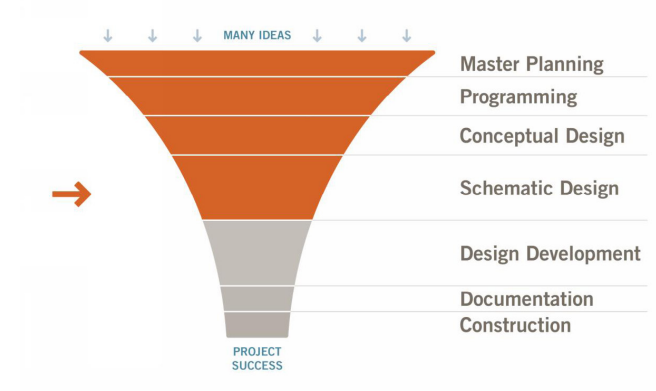 MANY IDEAS
Master Planning
Programming
Conceptual Design
Schematic Design
Design Development
Documentation
Construction
PROJECT
SUCCESS